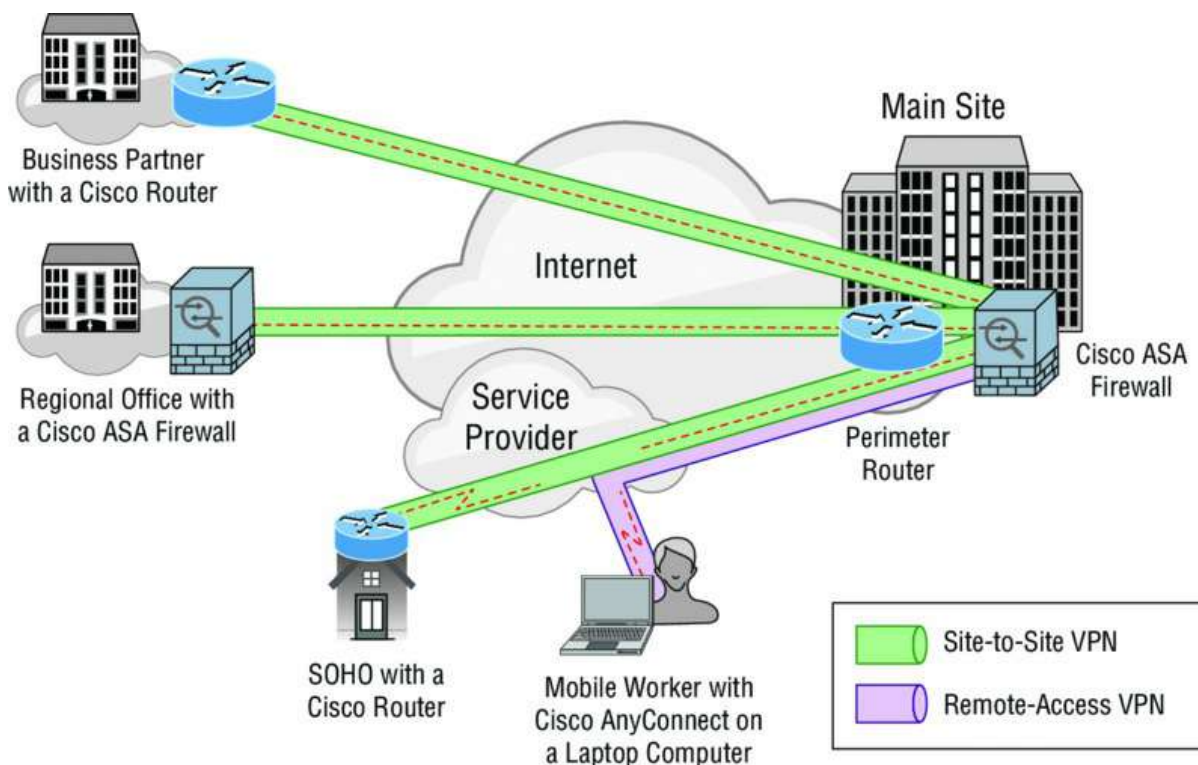 Business Partner
with a Cisco Router
Main Site
Internet
Regional Office with
a Cisco ASA Firewall
Cisco ASA
Firewall
Service
Provider
Perimeter
Router
SOHO with a
Cisco Router
Mobile Worker with
Cisco AnyConnect on
a Laptop Computer
Site-to-Site VPN
Remote-Access VPN